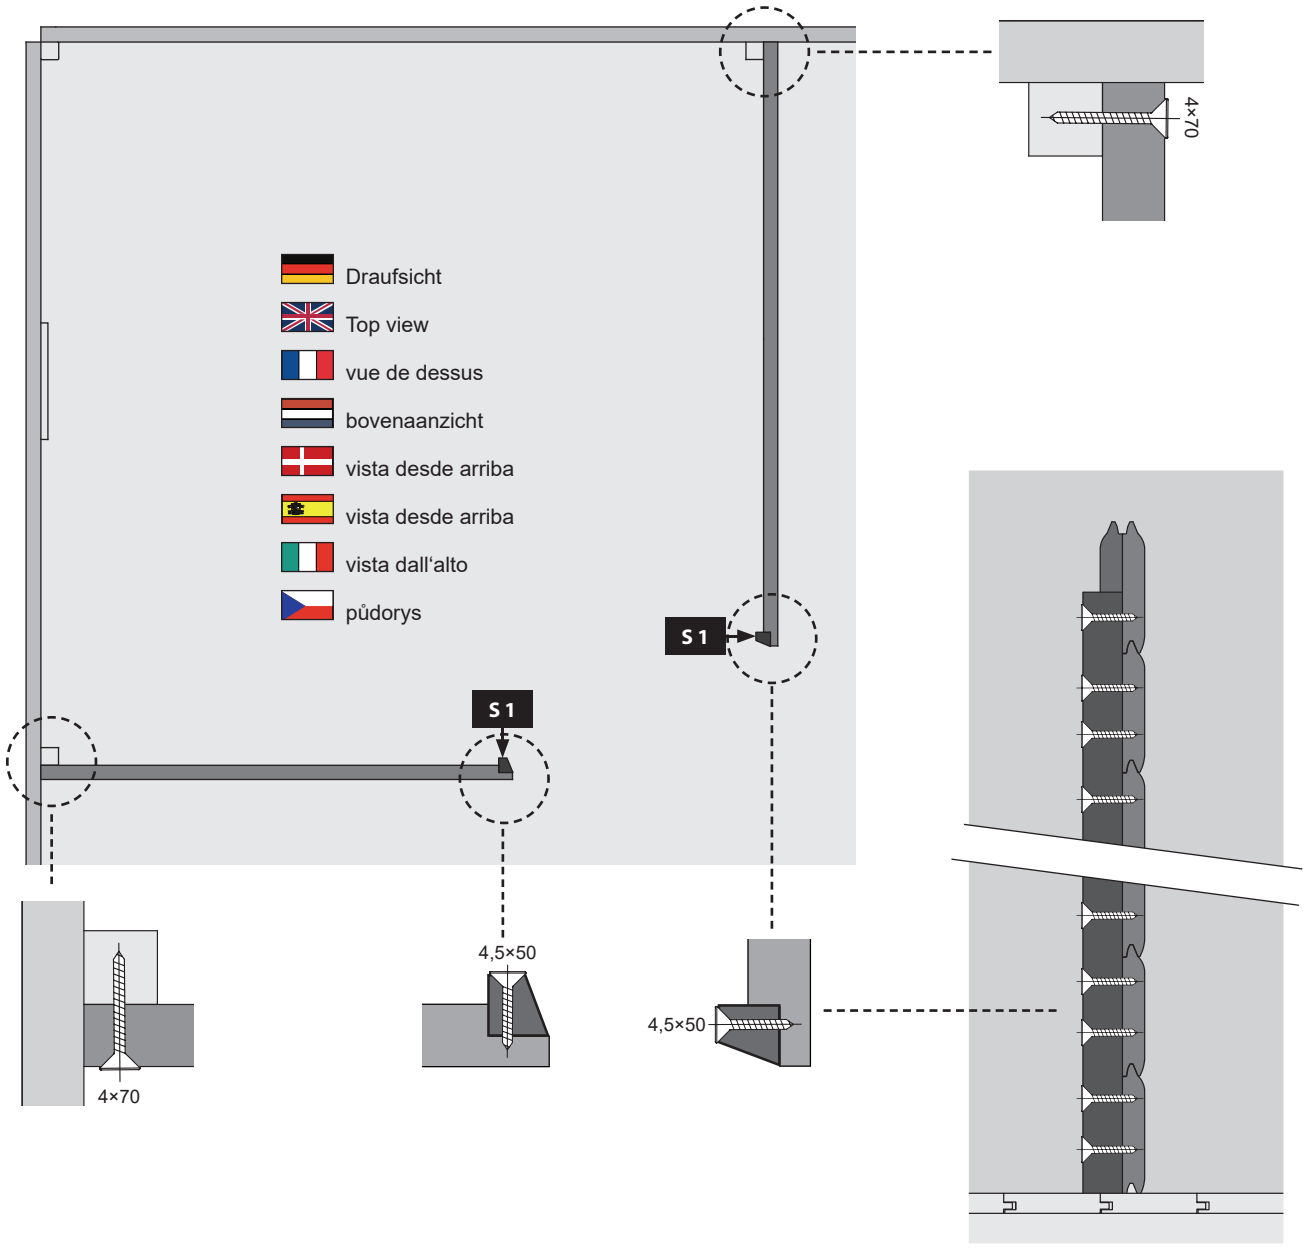 4×70
Draufsicht
Top view
vue de dessus
bovenaanzicht
vista desde arriba
vista desde arriba
vista dall‘alto
půdorys
S 1
S 1
4,5×50
4,5×50
4×70